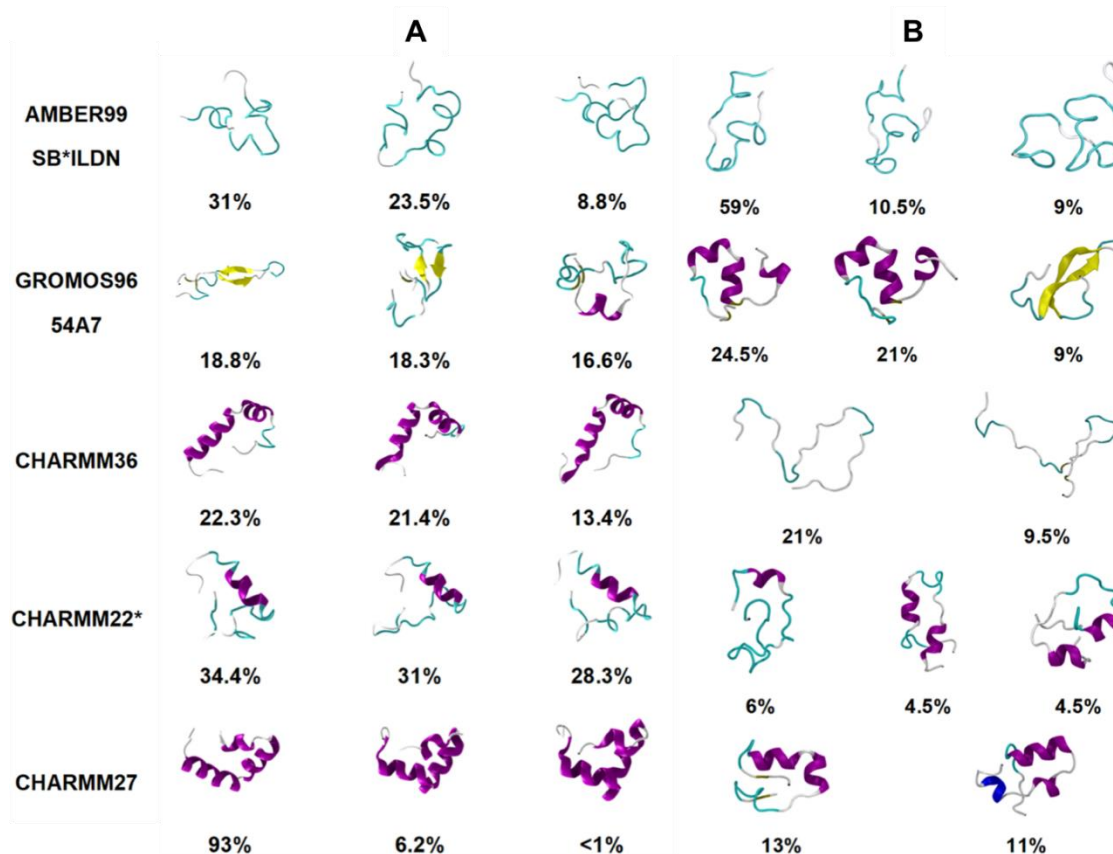 A B
AMBER99
SB*ILDN
31% 23.5% 8.8% 59% 10.5% 9%
GROMOS96
54A7
18.8% 18.3% 16.6% 24.5% 21% 9%
CHARMM36
22.3% 21.4% 13.4% 21% 9.5%
CHARMM22*
34.4% 31% 28.3% 6% 4.5% 4.5%
CHARMM27
93% 6.2% <1% 13% 11%